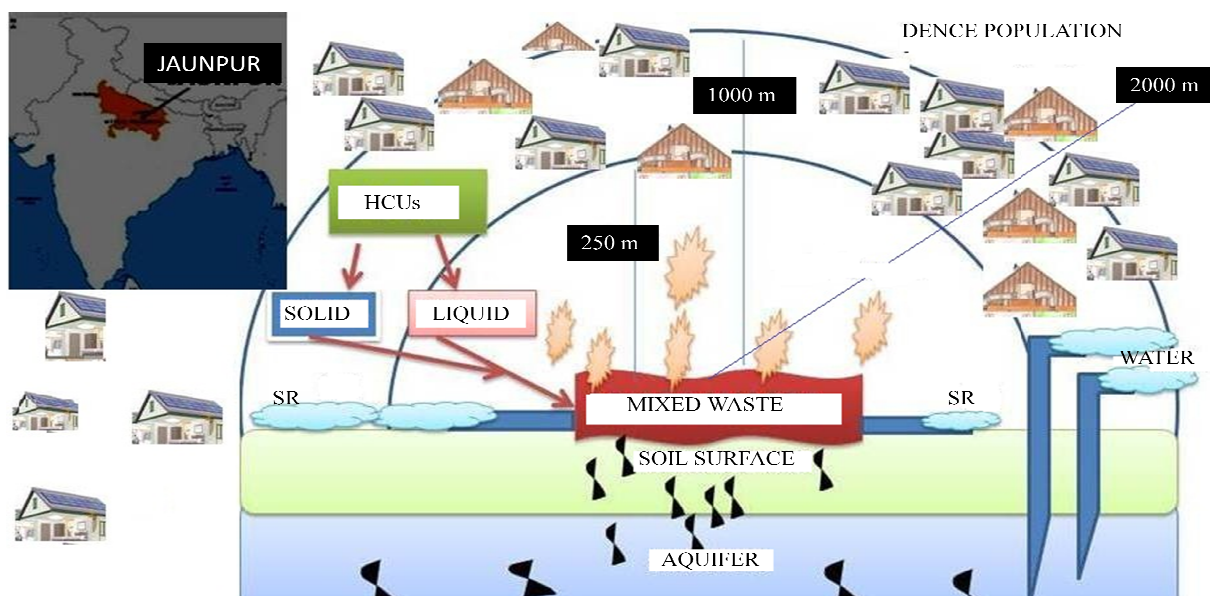 JAUNPUR
DENCE POPULATION
1000 m
2000 m
HCUs
250 m
SOLID
LIQUID
WATER
SR
MIXED WASTE
SR
SOIL SURFACE
AQUIFER